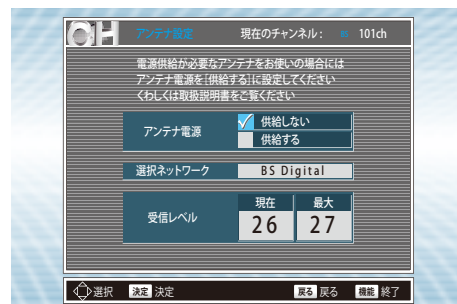 CH アンテナ設定 現在のチャンネル： BS 101ch
電源供給が必要なアンテナをお使いの場合には
アンテナ電源を[供給する]に設定してください
くわしくは取扱説明書をご覧ください
アンテナ電源
供給しない
供給する
選択ネットワーク BS Digital
受信レベル
現在 最大
26 27
選択 決定 決定 戻る 戻る 機能 終了